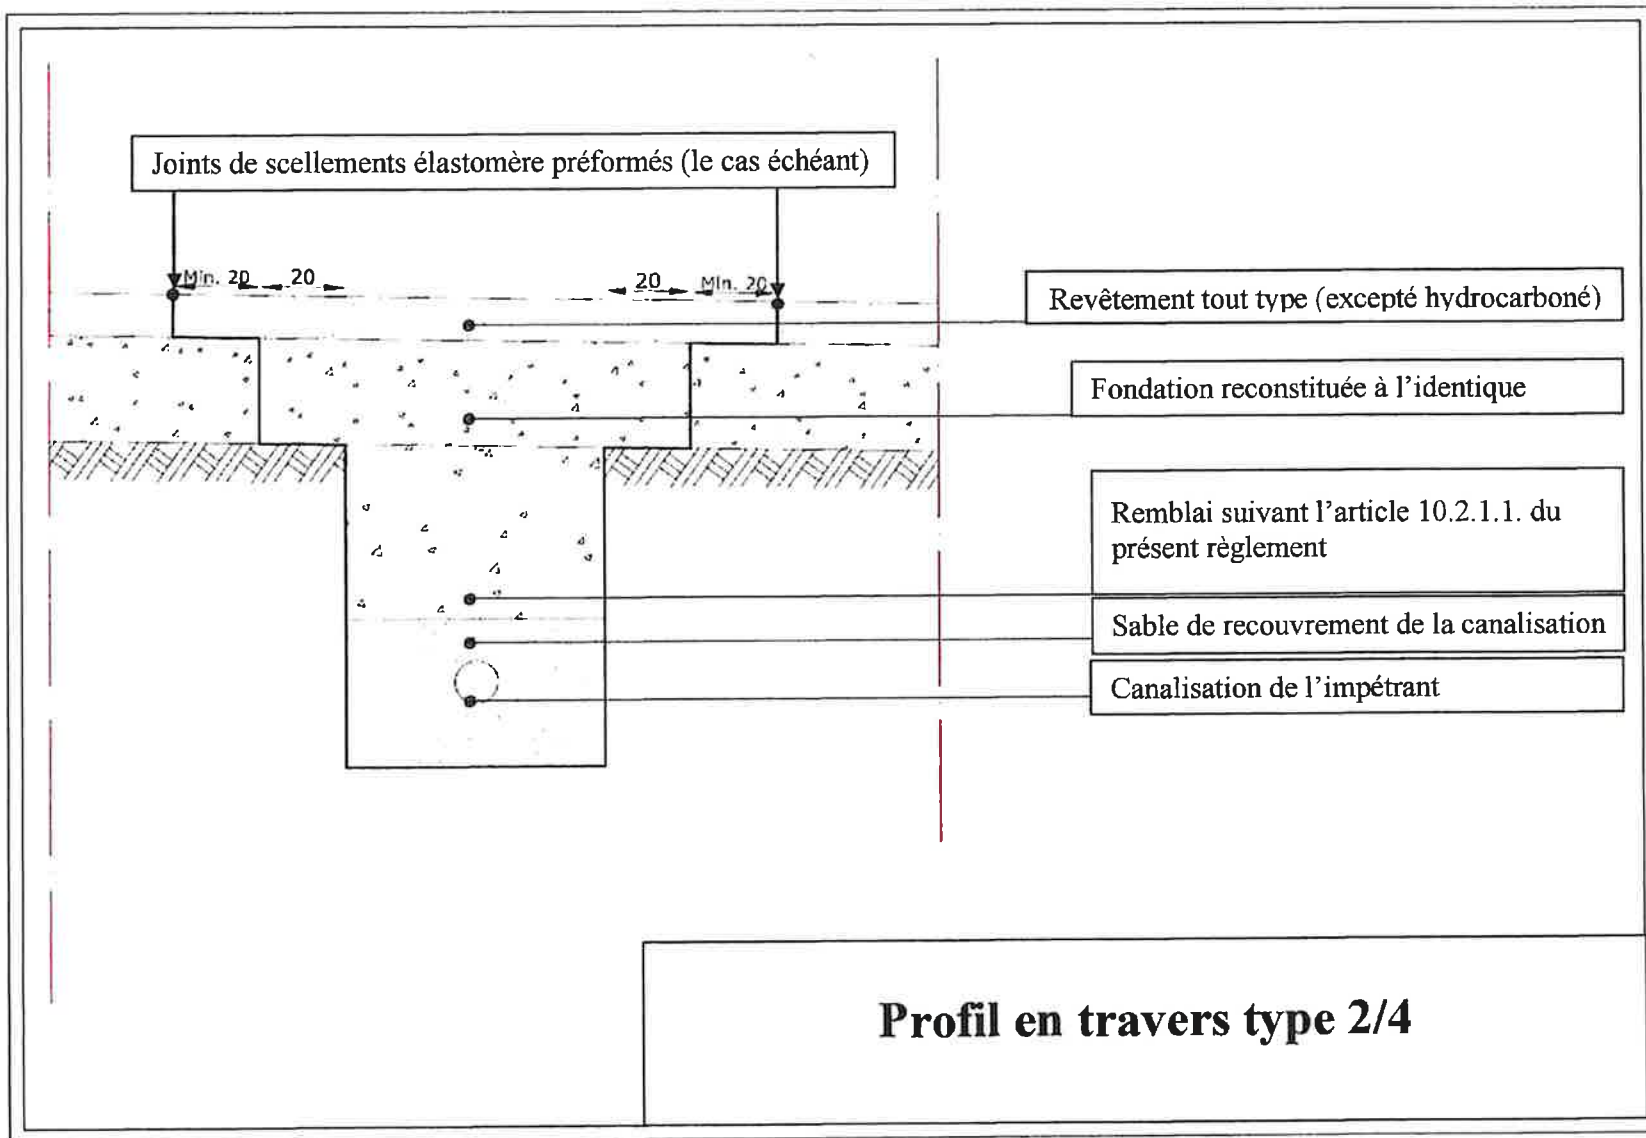 Joints de scellements élastomère préformés (le cas échéant)
Min. 20
20
20
Min. 20
Revêtement tout type (excepté hydrocarboné)
Fondation reconstituée à l'identique
Remblai suivant l'article 10.2.1.1. du
présent règlement
Sable de recouvrement de la canalisation
Canalisation de l'impétrant
Profil en travers type 2/4